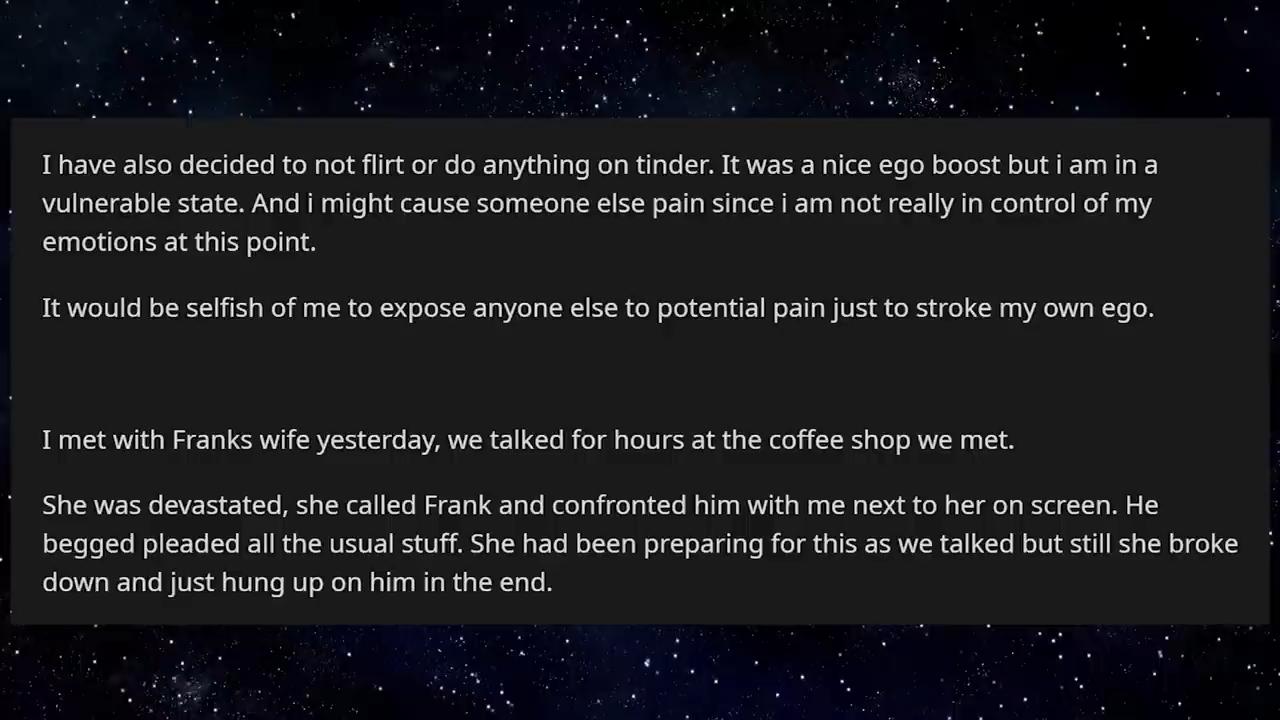 I have also decided to not flirt or do anything on tinder. It was a nice ego boost but i am in a
vulnerable state. And i might cause someone else pain since i am not really in control of my
emotions at this point.
It would be selfish of me to expose anyone else to potential pain just to stroke my own ego.
I met with Franks wife yesterday, we talked for hours at the coffee shop we met.
She was devastated, she called Frank and confronted him with me next to her on screen. He
begged pleaded all the usual stuff. She had been preparing for this as we talked but still she broke
down and just hung up on him in the end.